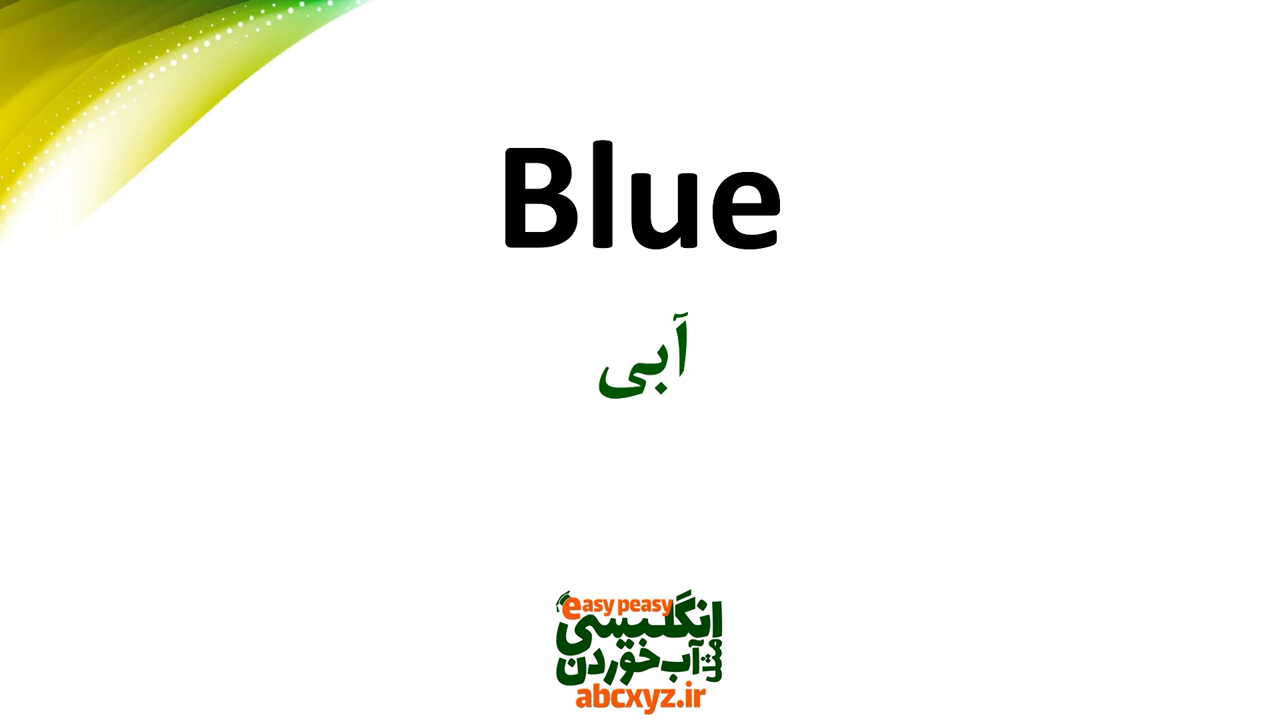 Blue
آبی
easy peasy
انگلیسی
مثل آب خوردن
abcxyz.ir